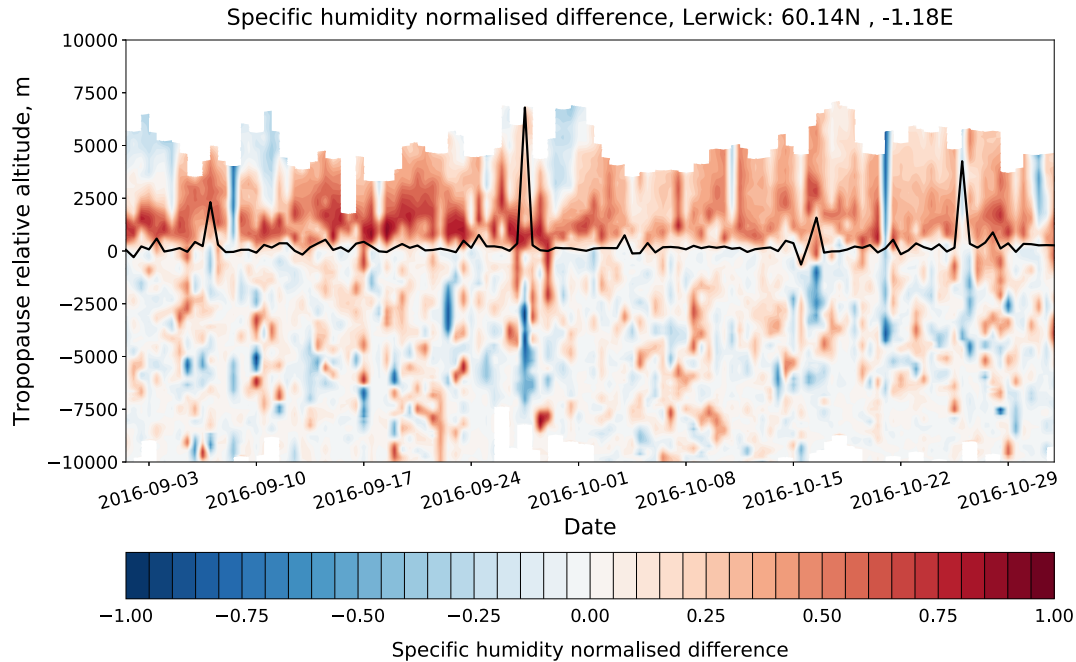 Specific humidity normalised difference, Lerwick: 60.14N , -1.18E
Tropopause relative altitude, m
10000
7500
5000
2500
0
−2500
−5000
−7500
−10000
2016-09-03 2016-09-10 2016-09-17 2016-09-24 2016-10-01 2016-10-08 2016-10-15 2016-10-22 2016-10-29
Date
−1.00 −0.75 −0.50 −0.25 0.00 0.25 0.50 0.75 1.00
Specific humidity normalised difference